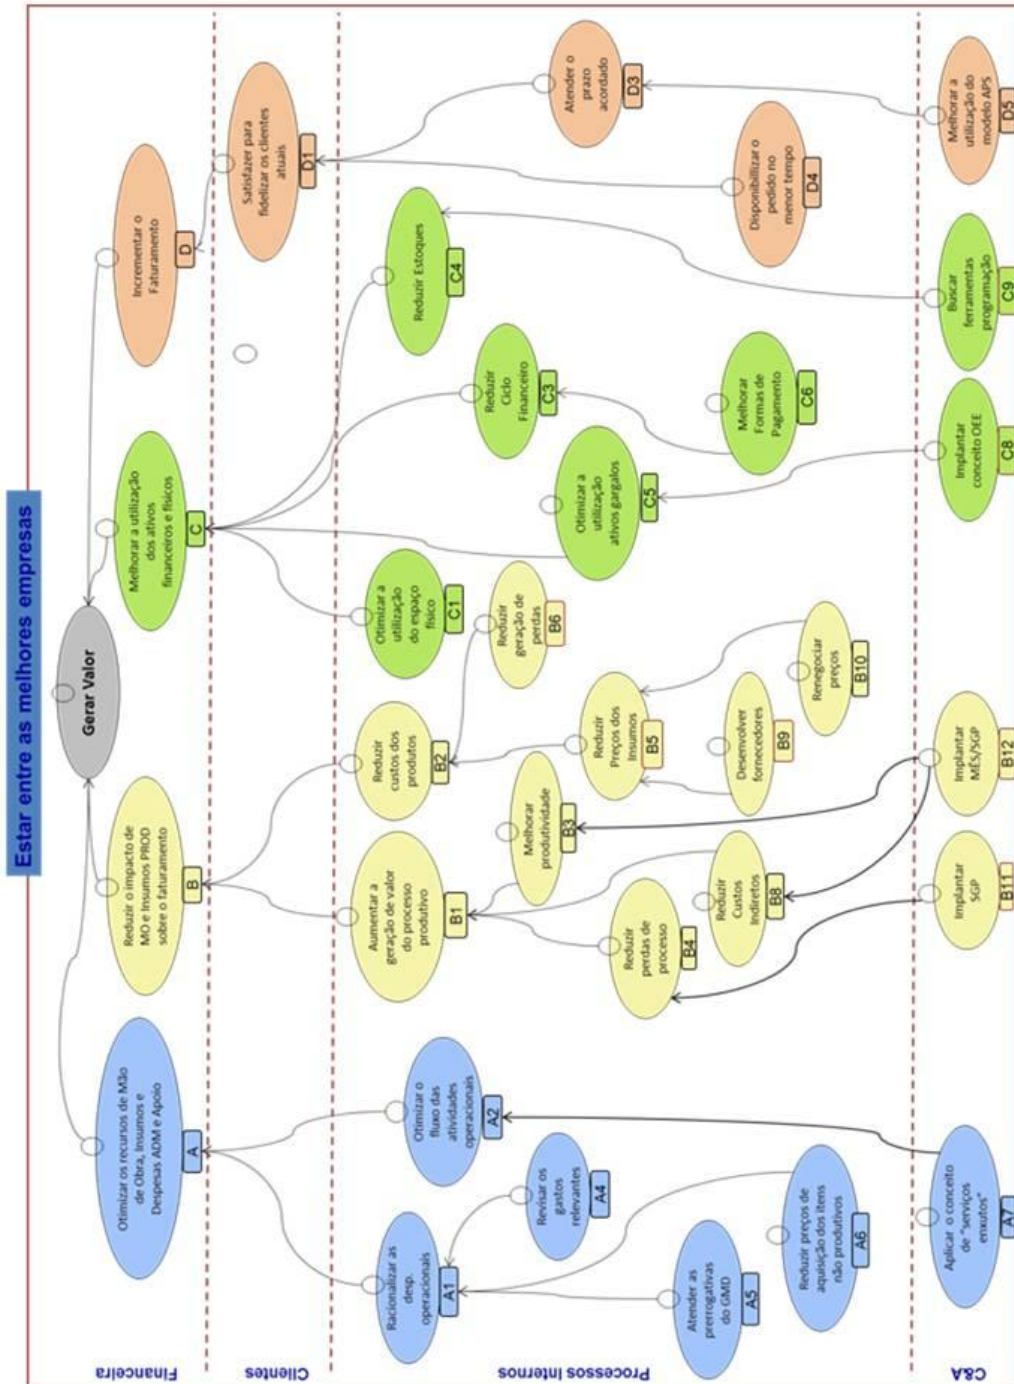 Estar entre as melhores empresas
Financeira
Gerar Valor
Otimizar os recursos de Mão
de Obra, Insumos e
Despesas ADM e Apoio
A
Reduzir o impacto de
MO e Insumos PROD
sobre o faturamento
B
Melhorar a utilização
dos ativos
financeiros e físicos
C
Incrementar o
Faturamento
D
Clientes
Satisfazer para
fidelizar os clientes
atuais
D1
Processos Internos
Racionalizar as
desp.
operacionais
A1
Otimizar o
fluxo das
atividades
operacionais
A2
Revisar os
gastos
relevantes
A4
Atender as
prerrogativas
do GMD
A5
Reduzir preços de
aquisição dos itens
não produtivos
A6
Aumentar a
geração de valor
do processo
produtivo
B1
Reduzir
custos dos
produtos
B2
Melhorar
produtividade
B3
Reduzir
geração de
perdas
B6
Reduzir
perdas de
processo
B4
Reduzir
Preços dos
Insumos
B5
Reduzir
Custos
Indiretos
B8
Desenvolver
fornecedores
B9
Renegociar
preços
B10
Otimizar a
utilização
do espaço
físico
C1
Reduzir
Ciclo
Financeiro
C3
Reduzir Estoques
C4
Otimizar a
utilização
ativos gargalos
C5
Melhorar
Formas de
Pagamento
C6
Atender o
prazo
acordado
D3
Disponibillizar o
pedido no
menor tempo
D4
C&A
Aplicar o conceito
de "serviços
enxutos"
A7
Implantar
SGP
B11
Implantar
MÊS/SGP
B12
Implantar
conceito OEE
C8
Buscar
ferramentas
programação
C9
Melhorar a
utilização do
modelo APS
D5